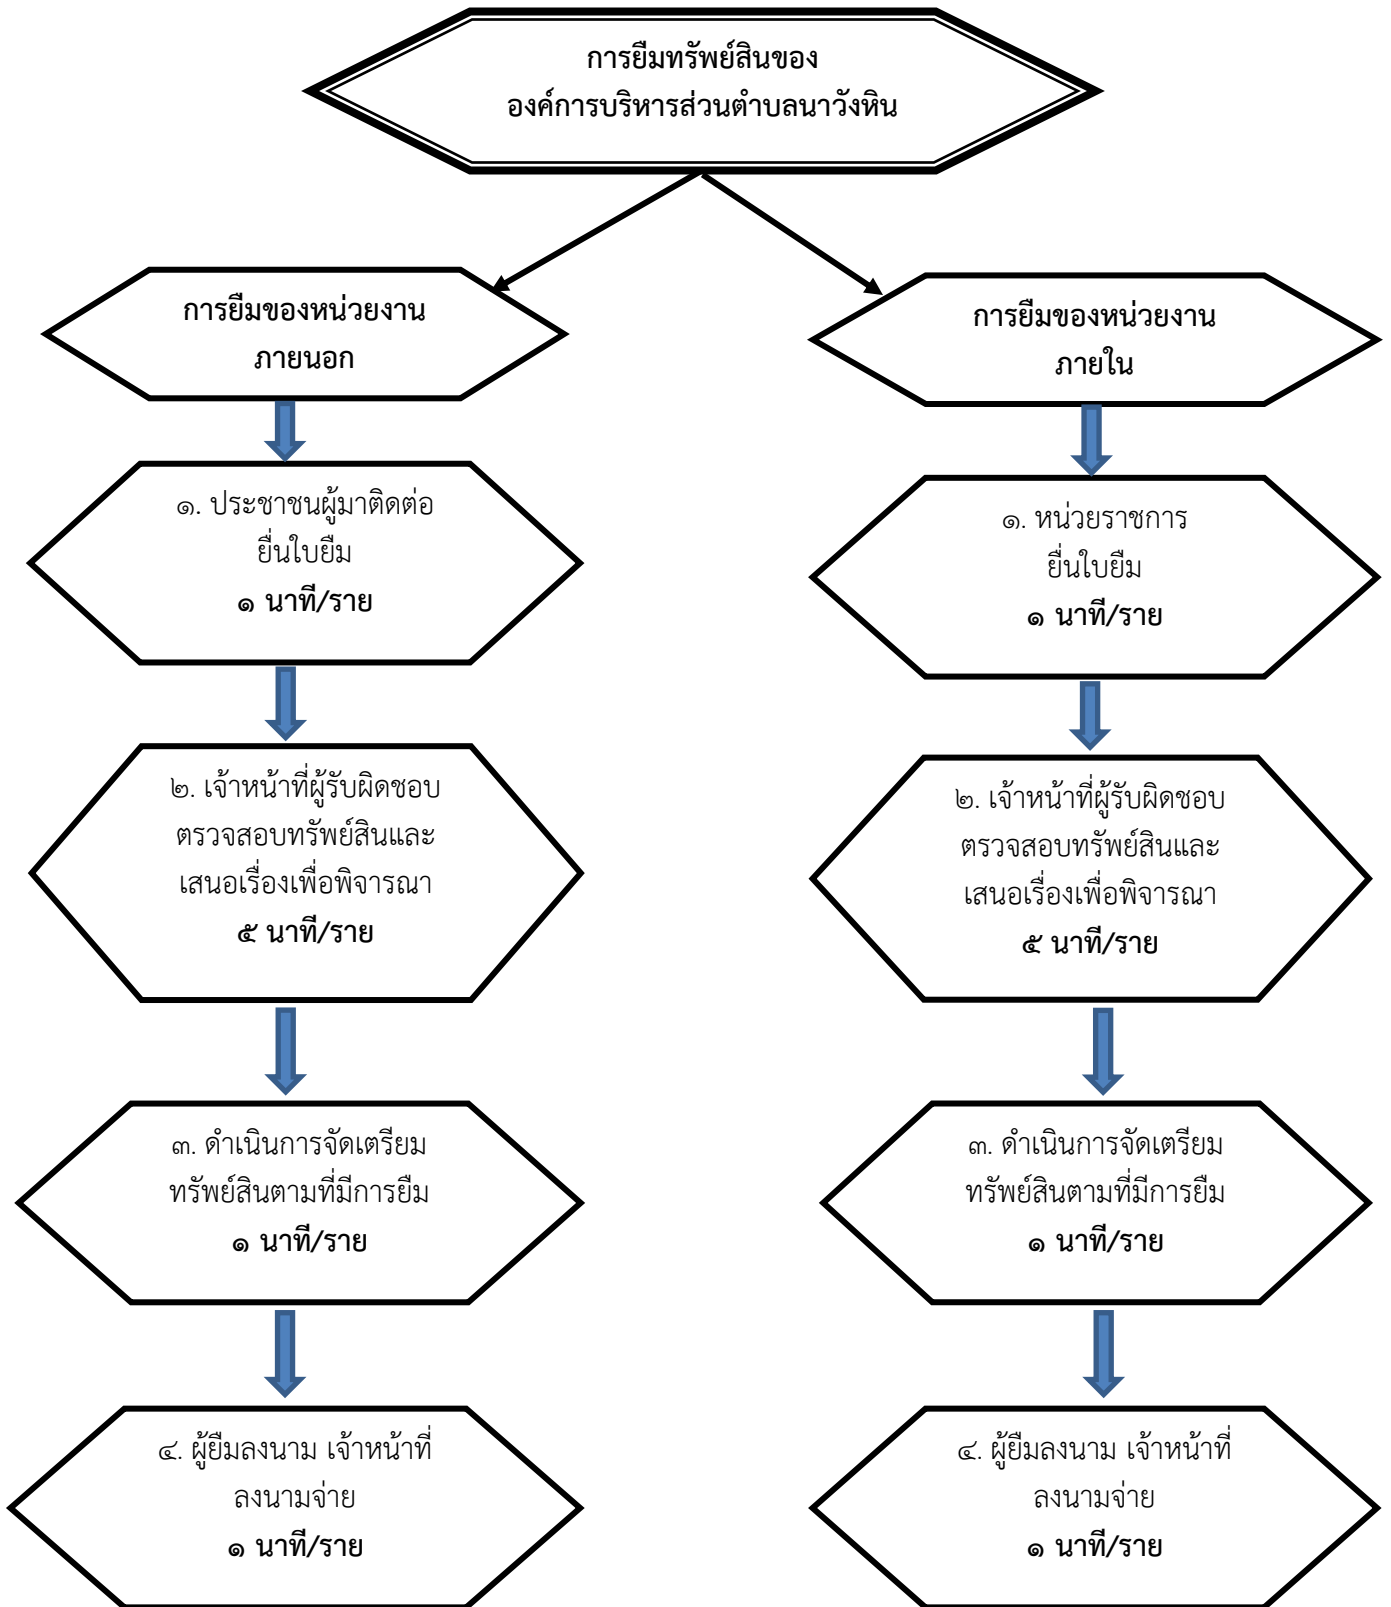 การยืมทรัพย์สินของ
องค์การบริหารส่วนตำบลนาวังหิน
การยืมของหน่วยงาน
ภายนอก
๑. ประชาชนผู้มาติดต่อ
ยื่นใบยืม
๑ นาที/ราย
๒. เจ้าหน้าที่ผู้รับผิดชอบ
ตรวจสอบทรัพย์สินและ
เสนอเรื่องเพื่อพิจารณา
๕ นาที/ราย
๓. ดำเนินการจัดเตรียม
ทรัพย์สินตามที่มีการยืม
๑ นาที/ราย
๔. ผู้ยืมลงนาม เจ้าหน้าที่
ลงนามจ่าย
๑ นาที/ราย
การยืมของหน่วยงาน
ภายใน
๑. หน่วยราชการ
ยื่นใบยืม
๑ นาที/ราย
๒. เจ้าหน้าที่ผู้รับผิดชอบ
ตรวจสอบทรัพย์สินและ
เสนอเรื่องเพื่อพิจารณา
๕ นาที/ราย
๓. ดำเนินการจัดเตรียม
ทรัพย์สินตามที่มีการยืม
๑ นาที/ราย
๔. ผู้ยืมลงนาม เจ้าหน้าที่
ลงนามจ่าย
๑ นาที/ราย